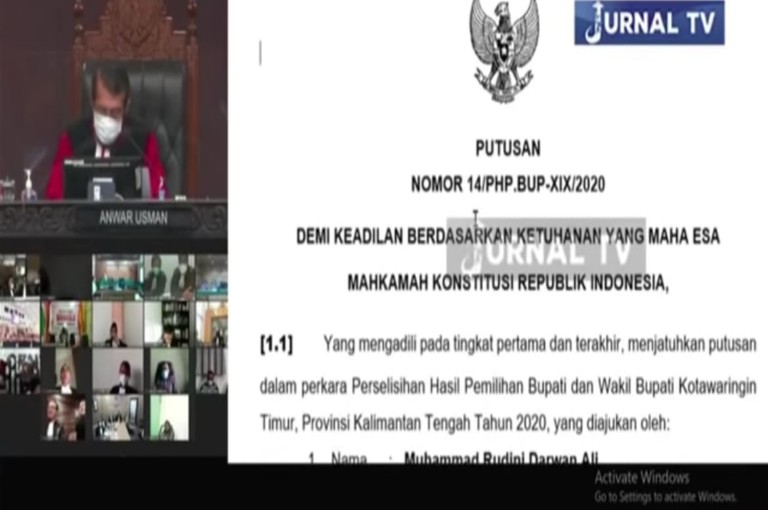 JURNAL TV
PUTUSAN
NOMOR 14/PHP.BUP-XIX/2020
DEMI KEADILAN BERDASARKAN KETUHANAN YANG MAHA ESA
JURNAL TV
MAHKAMAH KONSTITUSI REPUBLIK INDONESIA,
[1.1] Yang mengadili pada tingkat pertama dan terakhir, menjatuhkan putusan
dalam perkara Perselisihan Hasil Pemilihan Bupati dan Wakil Bupati Kotawaringin
Timur, Provinsi Kalimantan Tengah Tahun 2020, yang diajukan oleh:
1. Nama : Muhammad Rudini Darwan Ali
ANWAR USMAN
Activate Windows
Go to Settings to activate Windows.